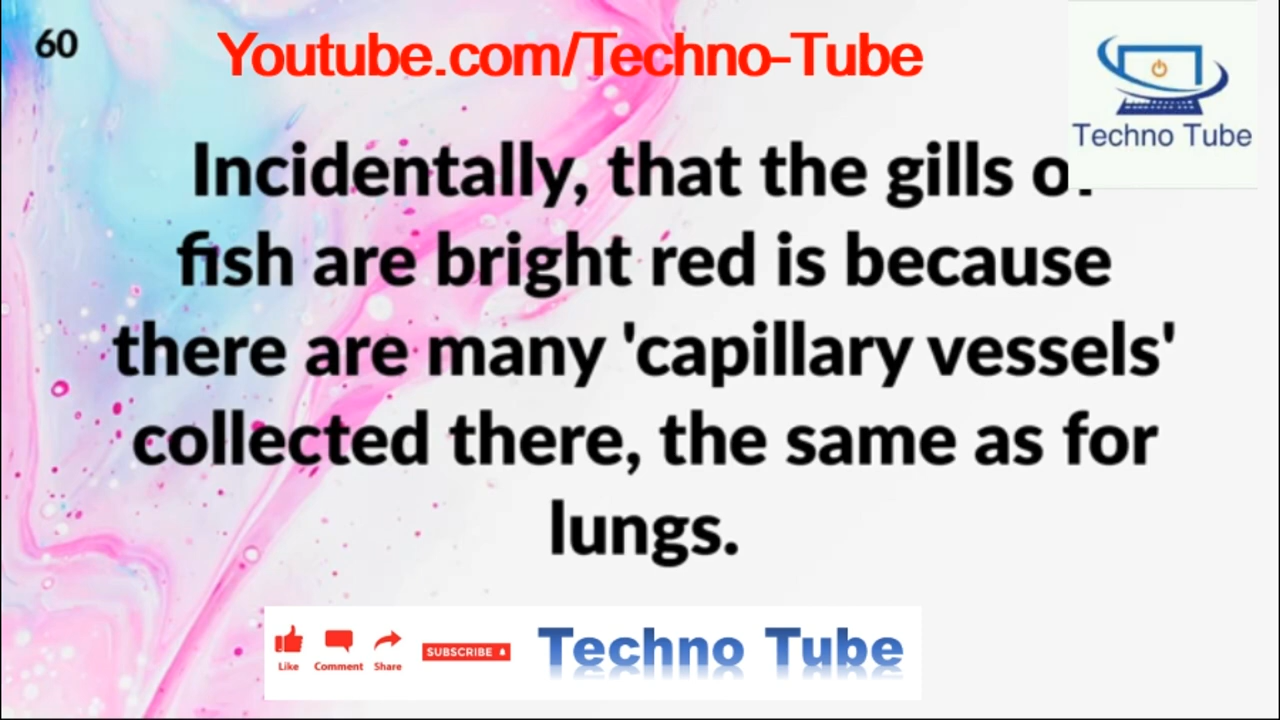 60
Youtube.com/Techno-Tube
Techno Tube
Incidentally, that the gills
fish are bright red is because
there are many 'capillary vessels'
collected there, the same as for
lungs.
Like Comment Share
SUBSCRIBE
Techno Tube